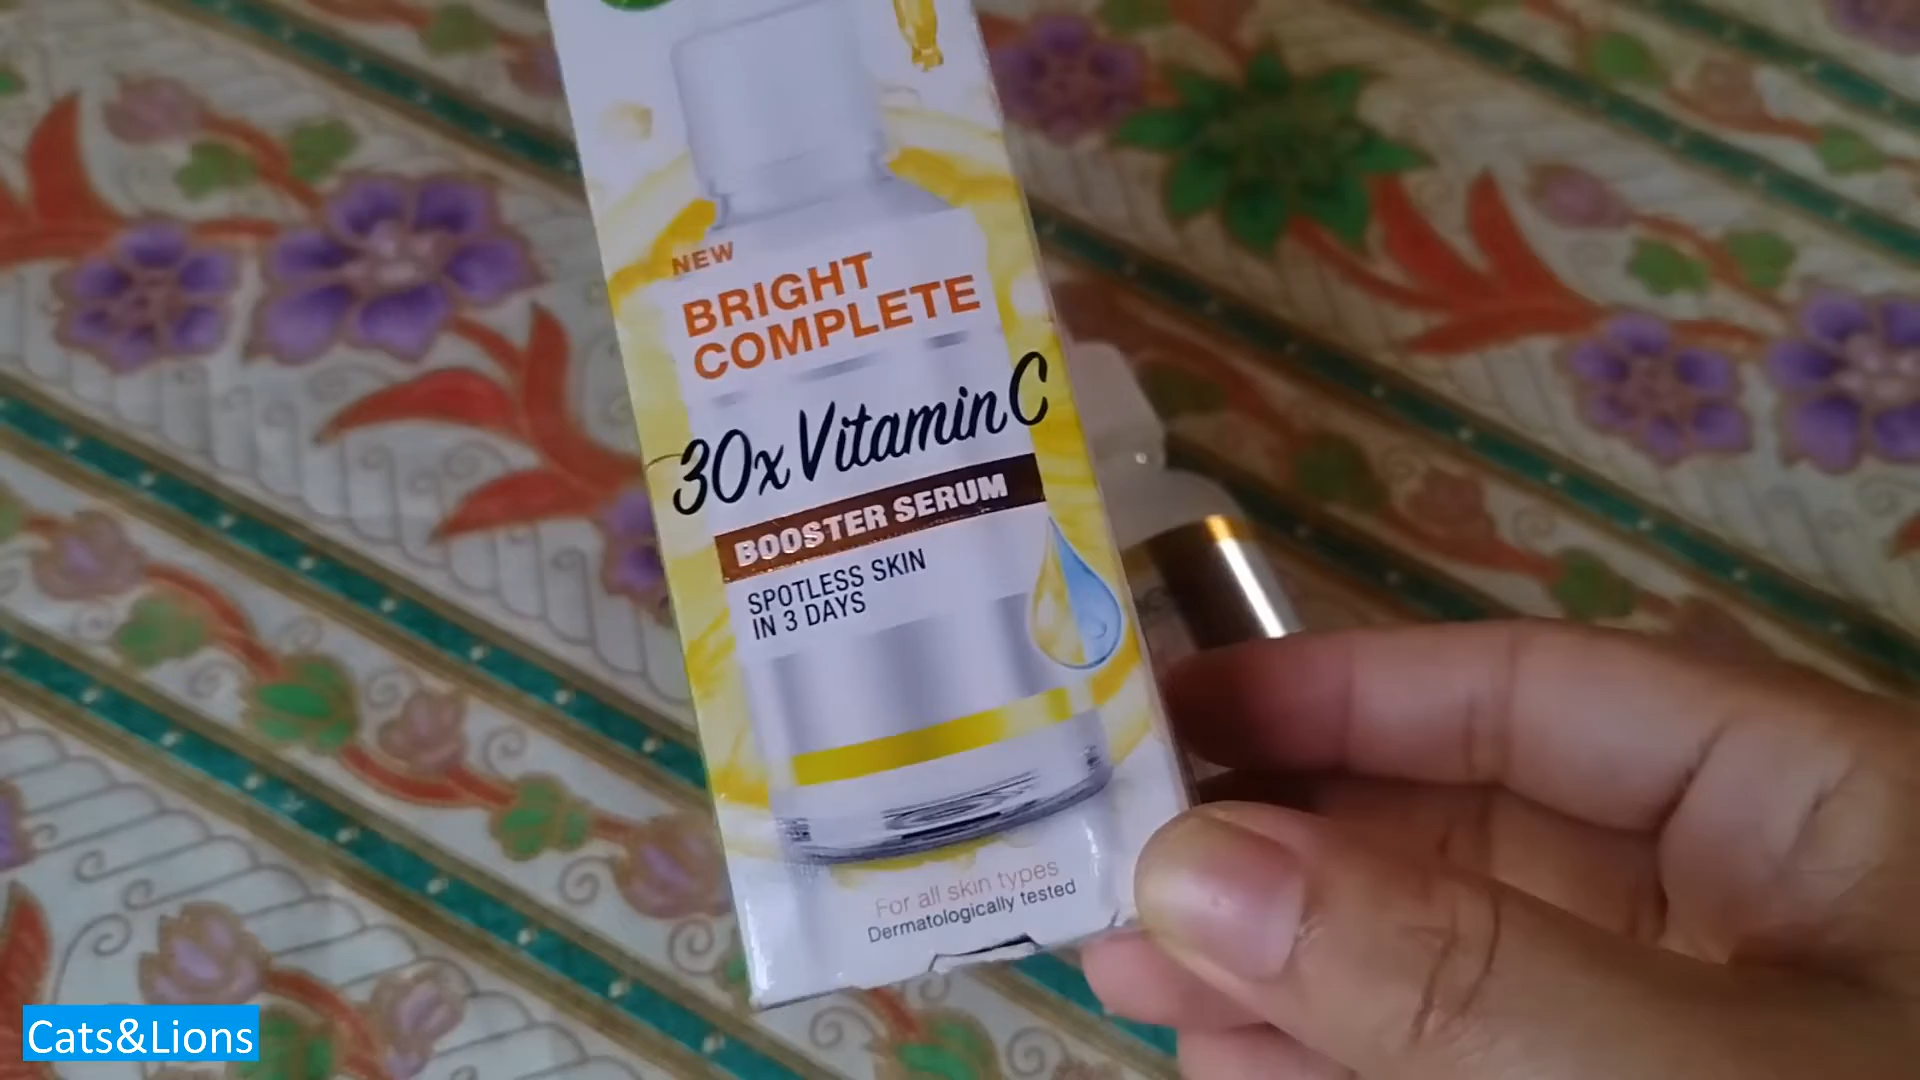 NEW
BRIGHT
COMPLETE
30x Vitamin C
BOOSTER SERUM
SPOTLESS SKIN
IN 3 DAYS
For all skin types
Dermatologically tested
Cats&Lions